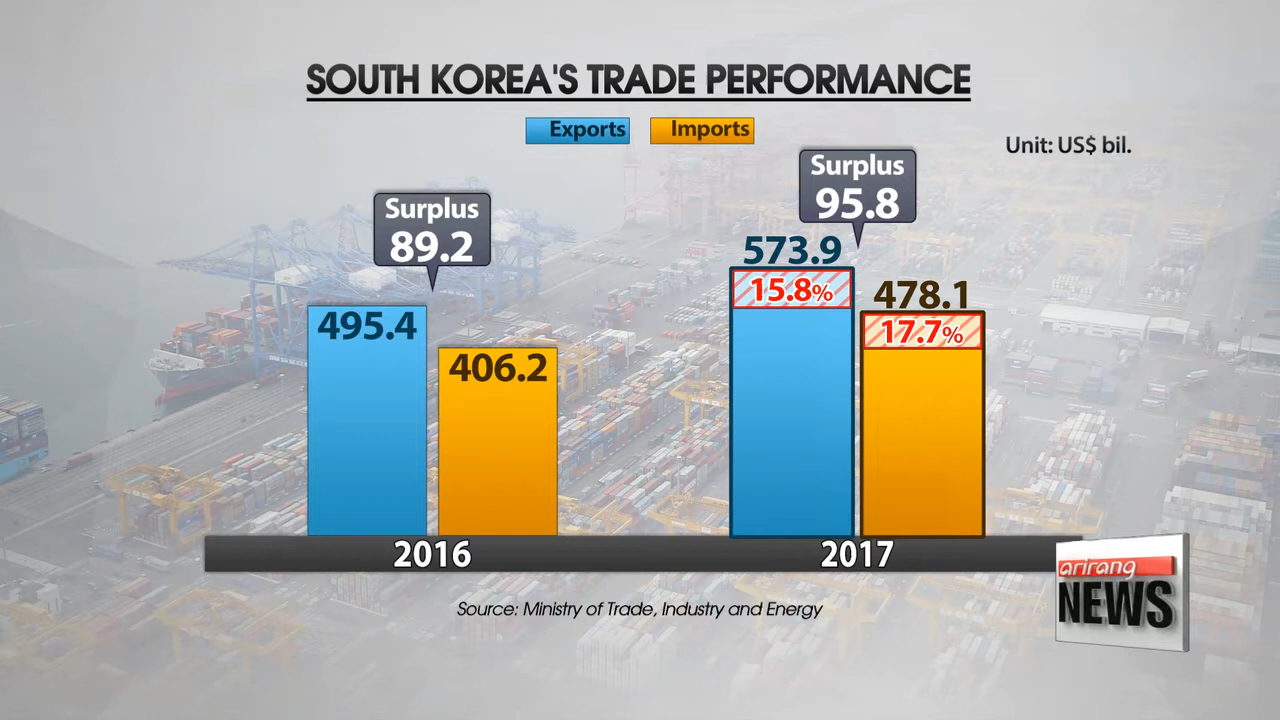 SOUTH KOREA'S TRADE PERFORMANCE
Exports Imports
Unit: US$ bil.
Surplus
89.2
Surplus
95.8
495.4
406.2
573.9
15.8%
478.1
17.7%
2016
2017
Source: Ministry of Trade, Industry and Energy
arirang
NEWS